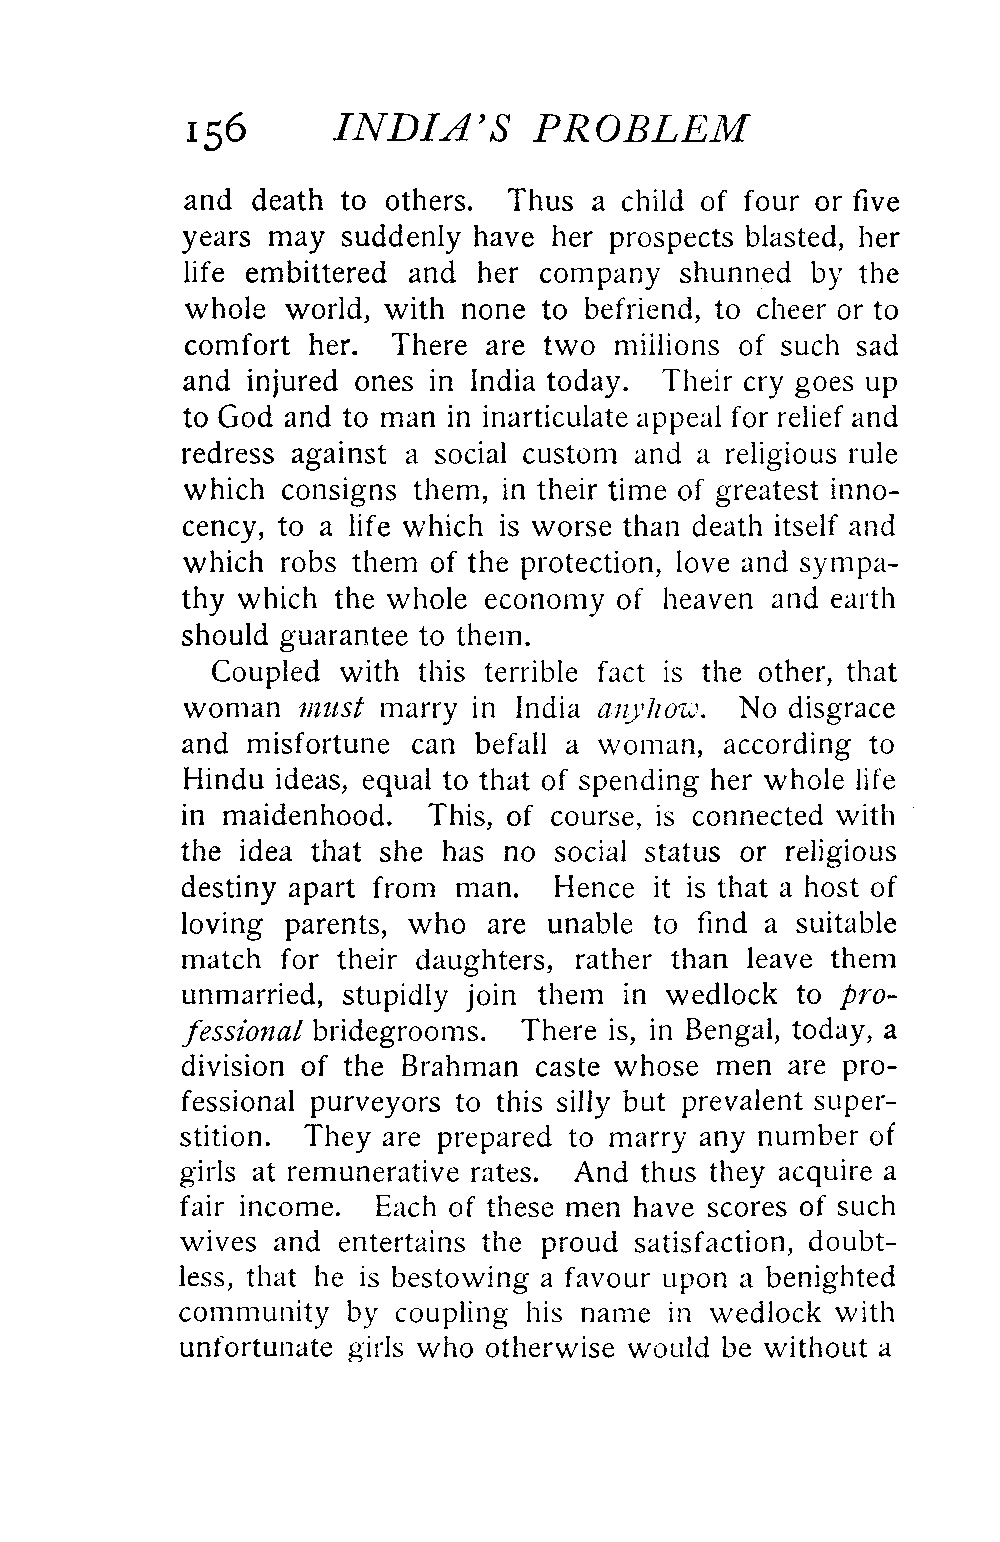 156 INDIA'S PROBLEM
and death to others. Thus a child of four or five
years may suddenly have her prospects blasted, her
life embittered and her company shunned by the
whole world, with none to befriend, to cheer or to
comfort her. There are two millions of such sad
and injured ones in India today. Their cry goes up
to God and to man in inarticulate appeal for relief and
redress against a social custom and a religious rule
which consigns them, in their time of greatest inno-
cency, to a life which is worse than death itself and
which robs them of the protection, love and sympa-
thy which the whole economy of heaven and earth
should guarantee to them.
Coupled with this terrible fact is the other, that
woman must marry in India anyhow. No disgrace
and misfortune can befall a woman, according to
Hindu ideas, equal to that of spending her whole life
in maidenhood. This, of course, is connected with
the idea that she has no social status or religious
destiny apart from man. Hence it is that a host of
loving parents, who are unable to find a suitable
match for their daughters, rather than leave them
unmarried, stupidly join them in wedlock to pro-
fessional bridegrooms. There is, in Bengal, today, a
division of the Brahman caste whose men are pro-
fessional purveyors to this silly but prevalent super-
stition. They are prepared to marry any number of
girls at remunerative rates. And thus they acquire a
fair income. Each of these men have scores of such
wives and entertains the proud satisfaction, doubt-
less, that he is bestowing a favour upon a benighted
community by coupling his name in wedlock with
unfortunate girls who otherwise would be without a